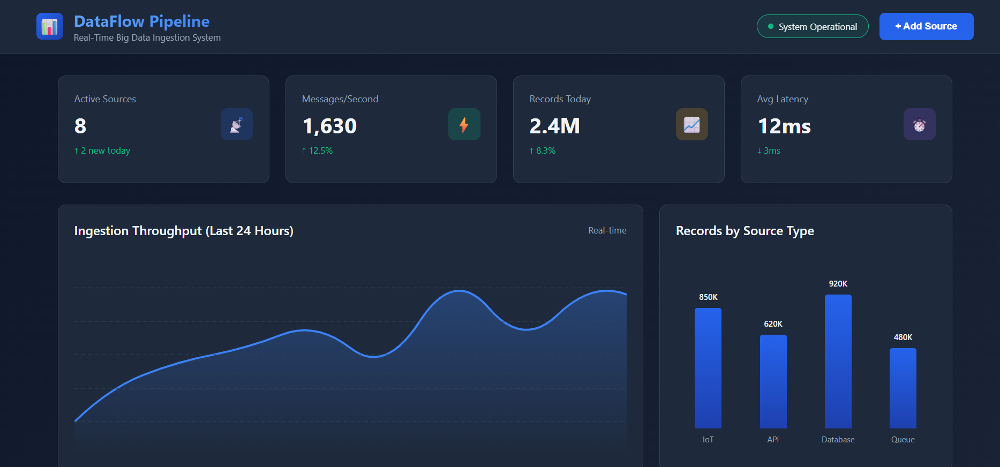 DataFlow Pipeline
Real-Time Big Data Ingestion System
System Operational
+ Add Source
Active Sources
8
↑ 2 new today
Messages/Second
1,630
↑ 12.5%
Records Today
2.4M
↑ 8.3%
Avg Latency
12ms
↓ 3ms
Ingestion Throughput (Last 24 Hours)
Real-time
Records by Source Type
850K
620K
920K
480K
IoT
API
Database
Queue